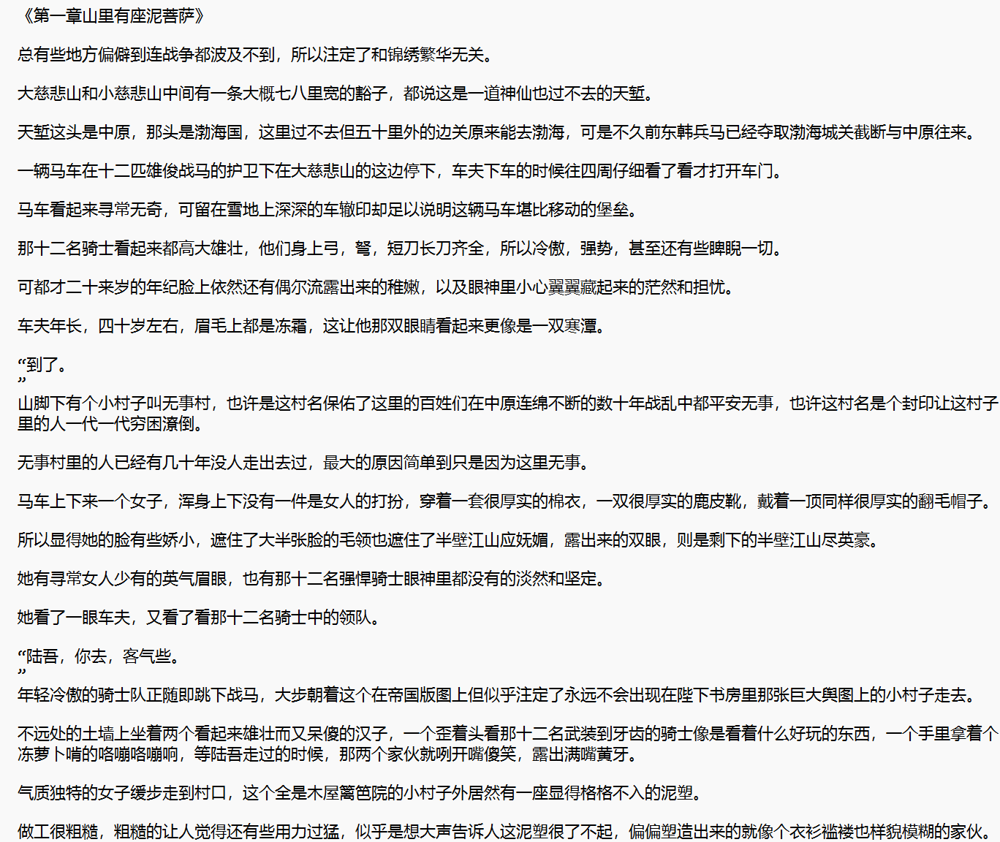 《第一章山里有座泥菩萨》
总有些地方偏僻到连战争都波及不到，所以注定了和锦绣繁华无关。
大慈悲山和小慈悲山中间有一条大概七八里宽的豁子，都说这是一道神仙也过不去的天堑。
天堑这头是中原，那头是渤海国，这里过不去但五十里外的边关原来能去渤海，可是不久前东韩兵马已经夺取渤海城关截断与中原往来。
一辆马车在十二匹雄俊战马的护卫下在大慈悲山的这边停下，车夫下车的时候往四周仔细看了看才打开车门。
马车看起来寻常无奇，可留在雪地上深深的车辙印却足以说明这辆马车堪比移动的堡垒。
那十二名骑士看起来都高大雄壮，他们身上弓，弩，短刀长刀齐全，所以冷傲，强势，甚至还有些睥睨一切。
可都才二十来岁的年纪脸上依然还有偶尔流露出来的稚嫩，以及眼神里小心翼翼藏起来的茫然和担忧。
车夫年长，四十岁左右，眉毛上都是冻霜，这让他那双眼睛看起来更像是一双寒潭。
“到了。
”
山脚下有个小村子叫无事村，也许是这村名保佑了这里的百姓们在中原连绵不断的数十年战乱中都平安无事，也许这村名是个封印让这村子
里的人一代一代穷困潦倒。
无事村里的人已经有几十年没人走出去过，最大的原因简单到只是因为这里无事。
马车上下来一个女子，浑身上下没有一件是女人的打扮，穿着一套很厚实的棉衣，一双很厚实的鹿皮靴，戴着一顶同样很厚实的翻毛帽子。
所以显得她的脸有些娇小，遮住了大半张脸的毛领也遮住了半壁江山应妩媚，露出来的双眼，则是剩下的半壁江山尽英豪。
她有寻常女人少有的英气眉眼，也有那十二名强悍骑士眼神里都没有的淡然和坚定。
她看了一眼车夫，又看了看那十二名骑士中的领队。
“陆吾，你去，客气些。
”
年轻冷傲的骑士队正随即跳下战马，大步朝着这个在帝国版图上但似乎注定了永远不会出现在陛下书房里那张巨大舆图上的小村子走去。
不远处的土墙上坐着两个看起来雄壮而又呆傻的汉子，一个歪着头看那十二名武装到牙齿的骑士像是看着什么好玩的东西，一个手里拿着个
冻萝卜啃的咯嘣咯嘣响，等陆吾走过的时候，那两个家伙就咧开嘴傻笑，露出满嘴黄牙。
气质独特的女子缓步走到村口，这个全是木屋篱笆院的小村子外居然有一座显得格格不入的泥塑。
做工很粗糙，粗糙的让人觉得还有些用力过猛，似乎是想大声告诉人这泥塑很了不起，偏偏塑造出来的就像个衣衫褴褛也样貌模糊的家伙。